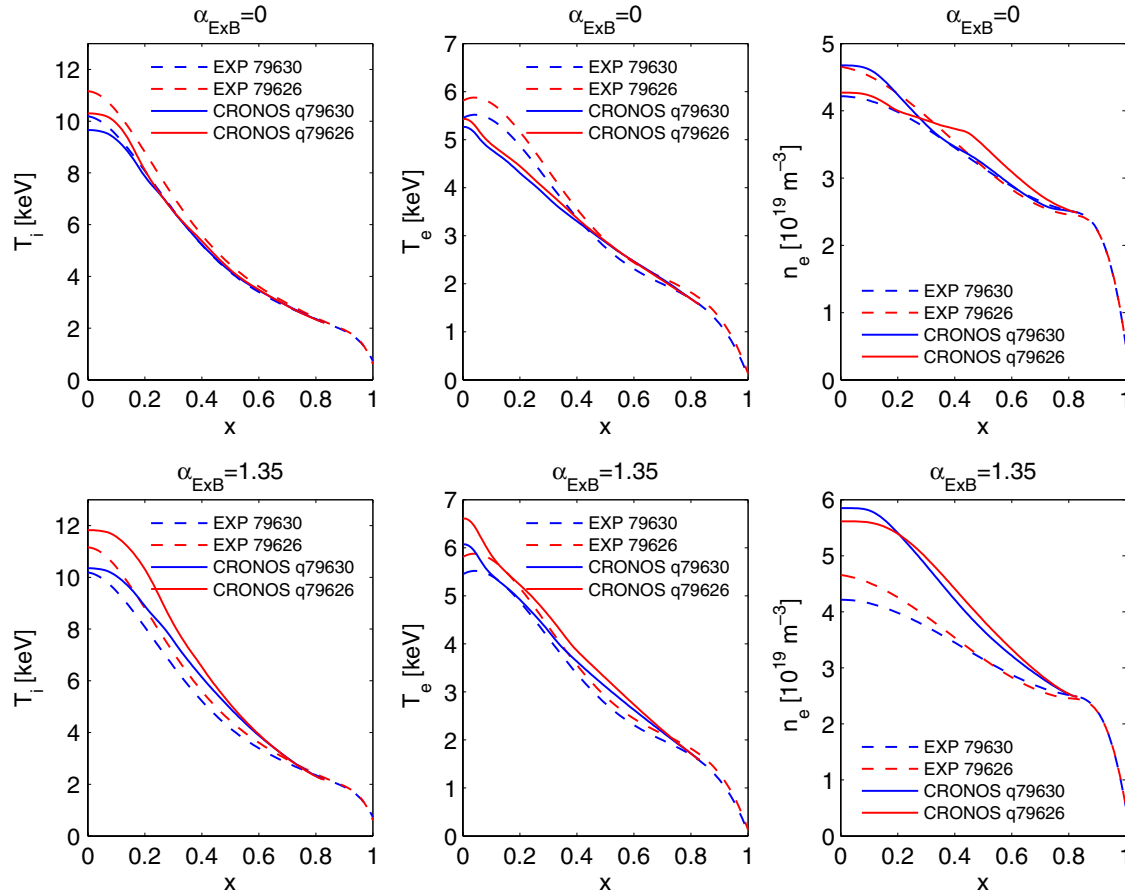 α_ExB=0
12
10
8
6
4
2
0
T_i [keV]
EXP 79630
EXP 79626
CRONOS q79630
CRONOS q79626
0 0.2 0.4 0.6 0.8 1
x
α_ExB=0
7
6
5
4
3
2
1
0
T_e [keV]
EXP 79630
EXP 79626
CRONOS q79630
CRONOS q79626
0 0.2 0.4 0.6 0.8 1
x
α_ExB=0
5
4
3
2
1
0
n_e [10^19 m^−3]
EXP 79630
EXP 79626
CRONOS q79630
CRONOS q79626
0 0.2 0.4 0.6 0.8 1
x
α_ExB=1.35
12
10
8
6
4
2
0
T_i [keV]
EXP 79630
EXP 79626
CRONOS q79630
CRONOS q79626
0 0.2 0.4 0.6 0.8 1
x
α_ExB=1.35
7
6
5
4
3
2
1
0
T_e [keV]
EXP 79630
EXP 79626
CRONOS q79630
CRONOS q79626
0 0.2 0.4 0.6 0.8 1
x
α_ExB=1.35
6
5
4
3
2
1
0
n_e [10^19 m^−3]
EXP 79630
EXP 79626
CRONOS q79630
CRONOS q79626
0 0.2 0.4 0.6 0.8 1
x